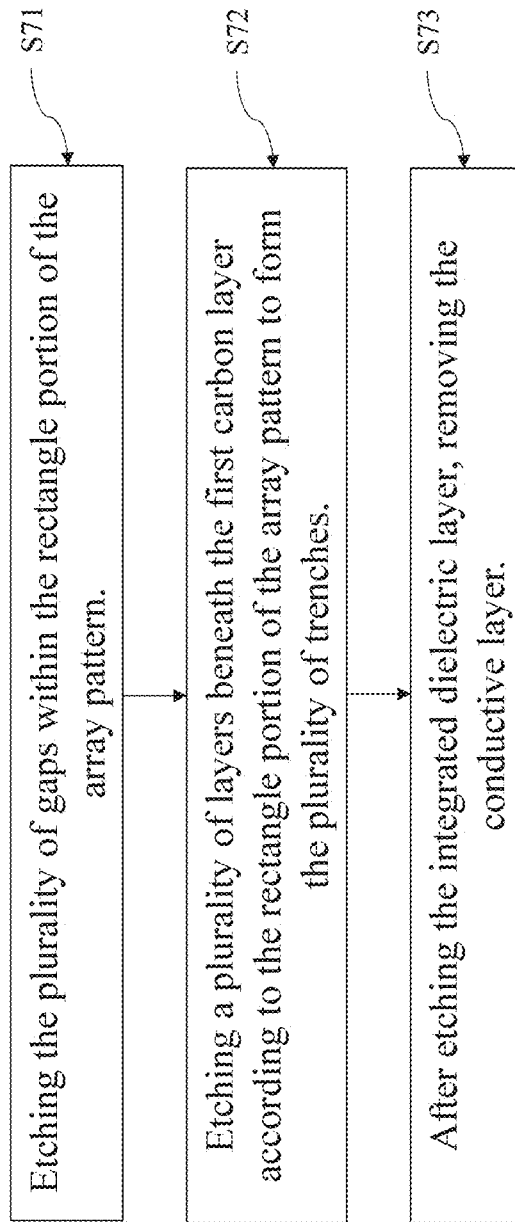 Etching the plurality of gaps within the rectangle portion of the
array pattern.
S71
Etching a plurality of layers beneath the first carbon layer
according to the rectangle portion of the array pattern to form
the plurality of trenches.
S72
After etching the integrated dielectric layer, removing the
conductive layer.
S73